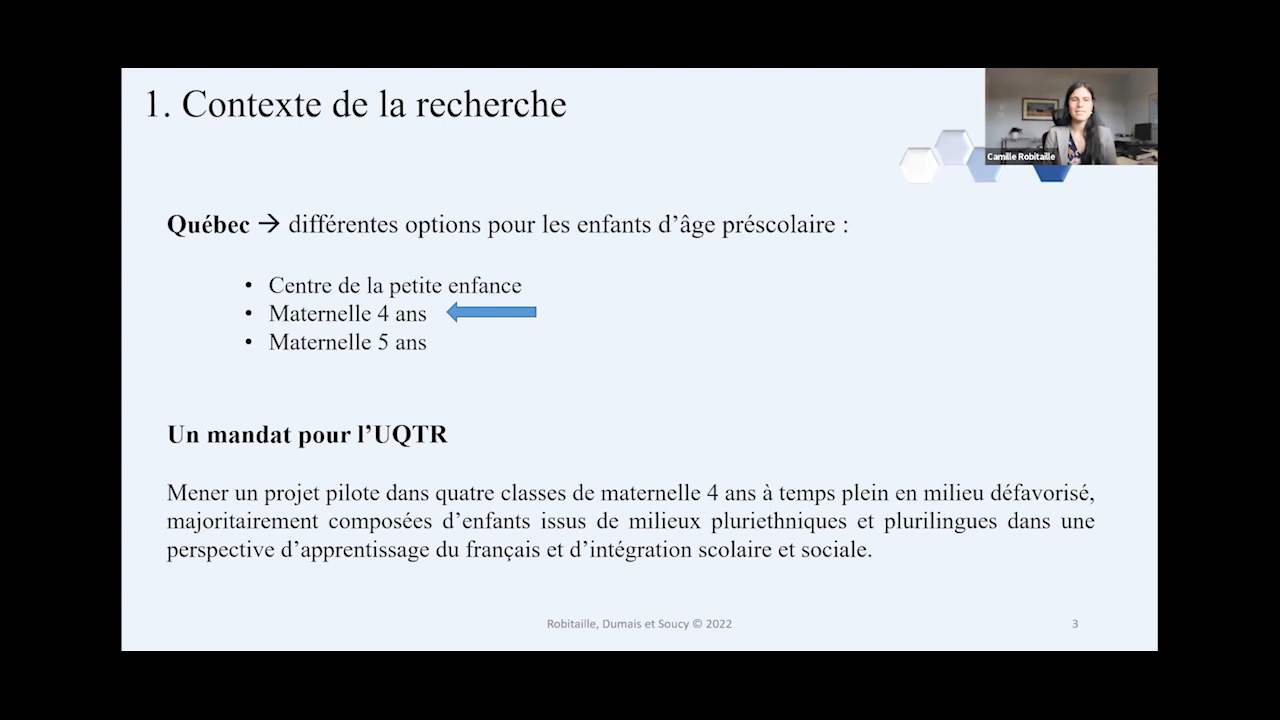 1. Contexte de la recherche
Camille Robitaille
Québec → différentes options pour les enfants d’âge préscolaire :
• Centre de la petite enfance
• Maternelle 4 ans
• Maternelle 5 ans
Un mandat pour l’UQTR
Mener un projet pilote dans quatre classes de maternelle 4 ans à temps plein en milieu défavorisé,
majoritairement composées d’enfants issus de milieux pluriethniques et plurilingues dans une
perspective d’apprentissage du français et d’intégration scolaire et sociale.
Robitaille, Dumais et Soucy © 2022
3